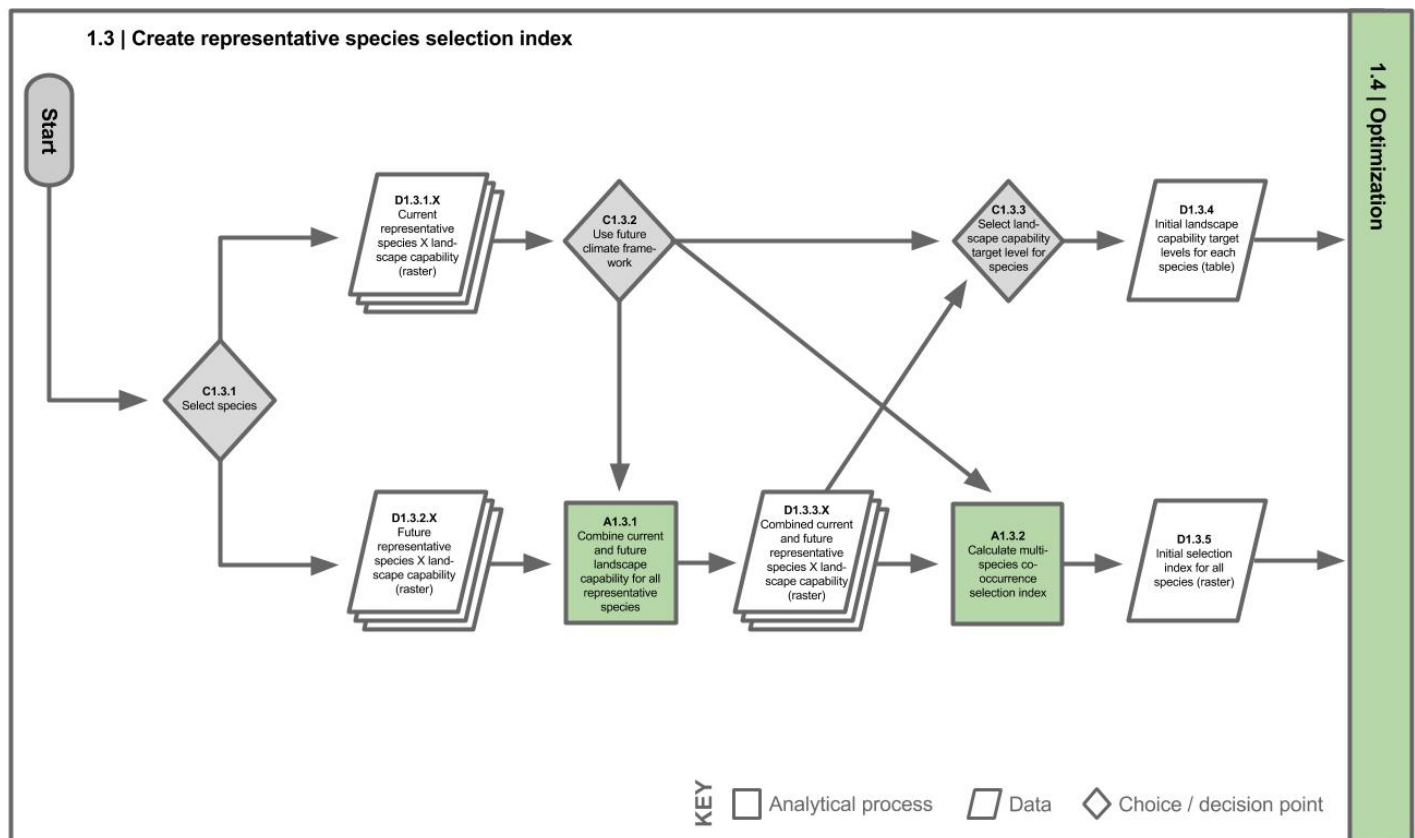 1.3 | Create representative species selection index
Start
C1.3.1
Select species
D1.3.1.X
Current
representative
species X land-
scape capability
(raster)
C1.3.2
Use future
climate frame-
work
C1.3.3
Select land-
scape capability
target level for
species
D1.3.4
Initial landscape
capability target
levels for each
species (table)
D1.3.2.X
Future
representative
species X land-
scape capability
(raster)
A1.3.1
Combine current
and future
landscape
capability for all
representative
species
D1.3.3.X
Combined current
and future
representative
species X land-
scape capability
(raster)
A1.3.2
Calculate multi-
species co-
occurrence
selection index
D1.3.5
Initial selection
index for all
species (raster)
1.4 | Optimization
KEY
Analytical process
Data
Choice / decision point